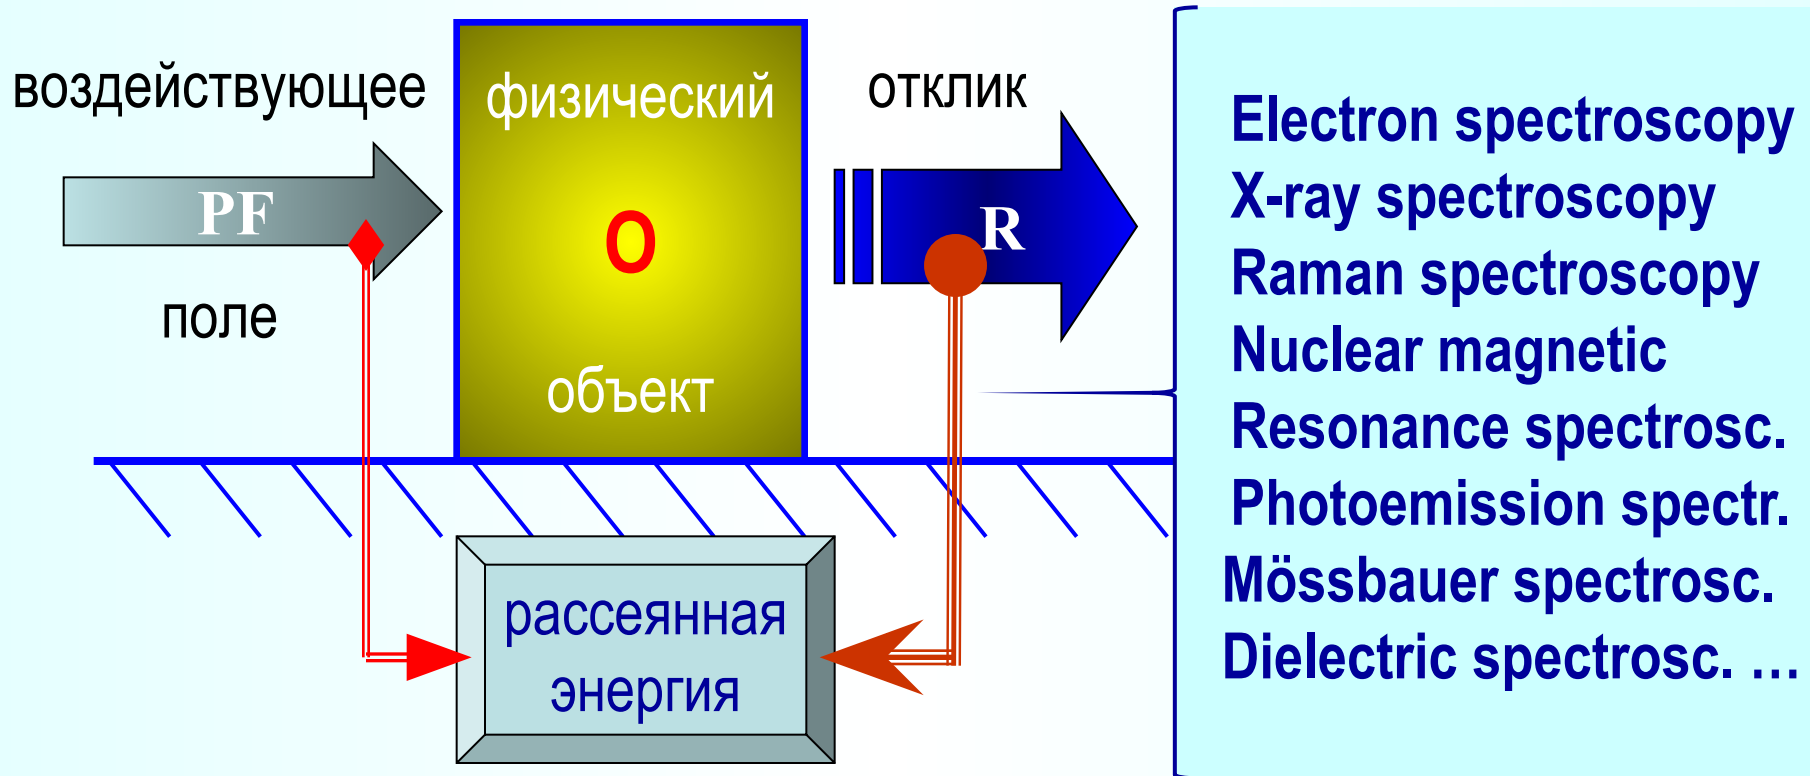 воздействующее
PF
поле
физический
О
объект
отклик
R
рассеянная
энергия
Electron spectroscopy
X-ray spectroscopy
Raman spectroscopy
Nuclear magnetic
Resonance spectrosc.
Photoemission spectr.
Mössbauer spectrosc.
Dielectric spectrosc. …